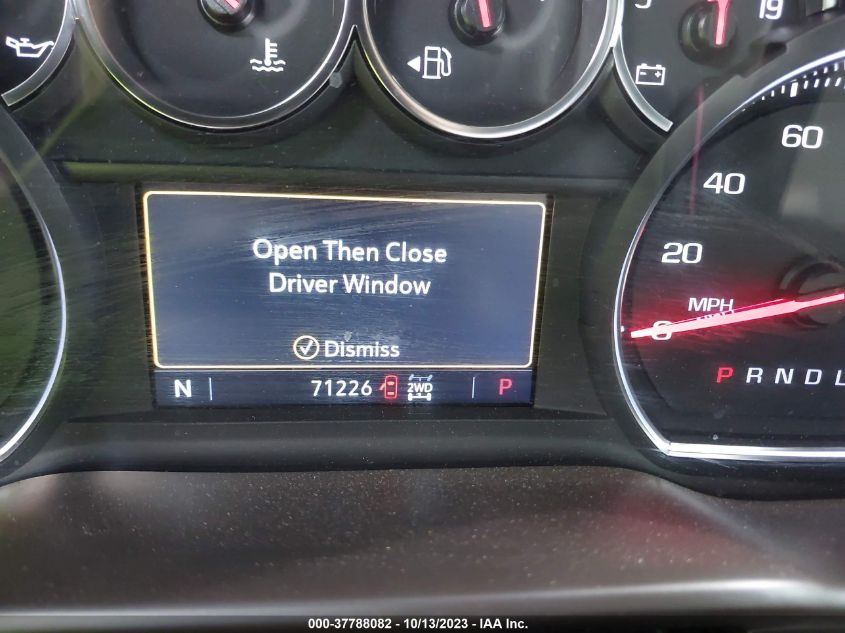 19
60
40
20
MPH
0
Open Then Close
Driver Window
Dismiss
N 71226 2WD P
P R N D L
000-37788082 - 10/13/2023 - IAA Inc.